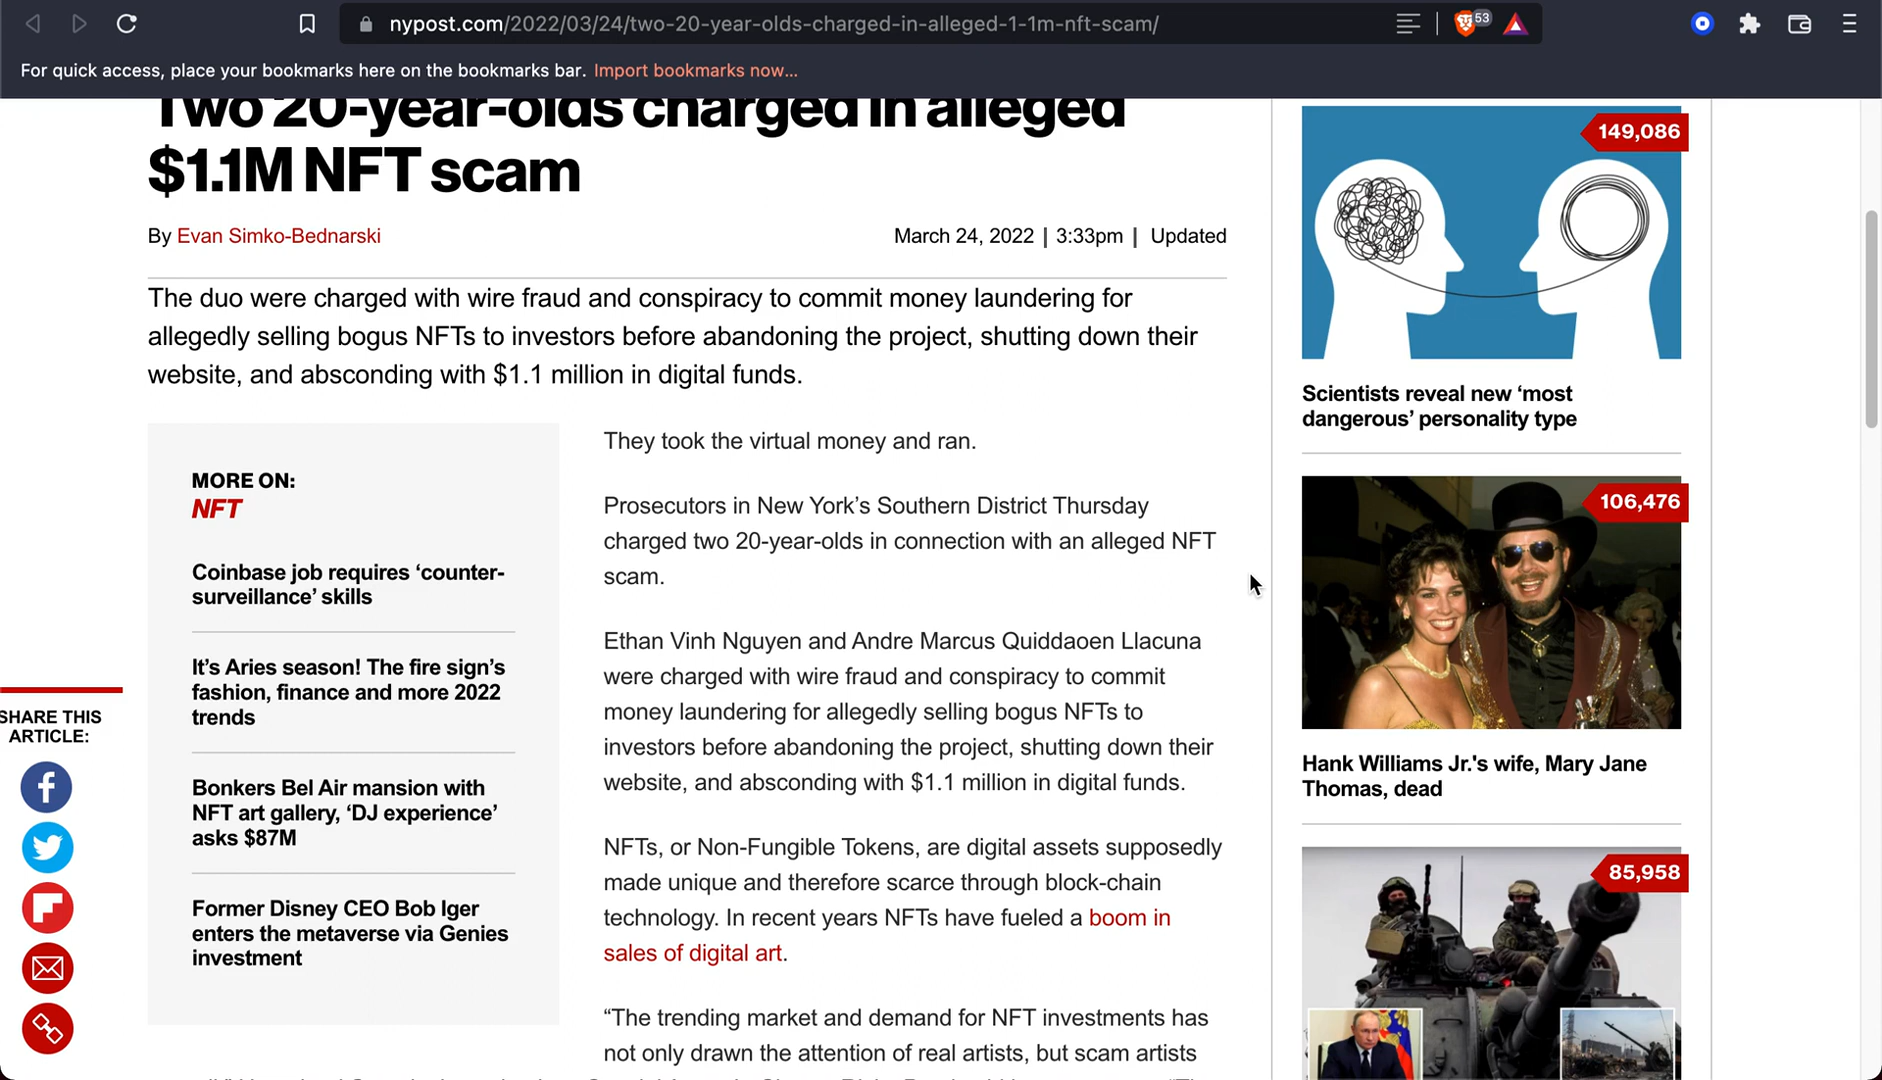 nypost.com/2022/03/24/two-20-year-olds-charged-in-alleged-1-1m-nft-scam/
53
For quick access, place your bookmarks here on the bookmarks bar. Import bookmarks now...
Two 20-year-olds charged in alleged
$1.1M NFT scam
By Evan Simko-Bednarski
March 24, 2022 | 3:33pm | Updated
The duo were charged with wire fraud and conspiracy to commit money laundering for
allegedly selling bogus NFTs to investors before abandoning the project, shutting down their
website, and absconding with $1.1 million in digital funds.
MORE ON:
NFT
Coinbase job requires ‘counter-
surveillance’ skills
It’s Aries season! The fire sign’s
fashion, finance and more 2022
trends
Bonkers Bel Air mansion with
NFT art gallery, ‘DJ experience’
asks $87M
Former Disney CEO Bob Iger
enters the metaverse via Genies
investment
SHARE THIS
ARTICLE:
They took the virtual money and ran.
Prosecutors in New York’s Southern District Thursday
charged two 20-year-olds in connection with an alleged NFT
scam.
Ethan Vinh Nguyen and Andre Marcus Quiddaoen Llacuna
were charged with wire fraud and conspiracy to commit
money laundering for allegedly selling bogus NFTs to
investors before abandoning the project, shutting down their
website, and absconding with $1.1 million in digital funds.
NFTs, or Non-Fungible Tokens, are digital assets supposedly
made unique and therefore scarce through block-chain
technology. In recent years NFTs have fueled a boom in
sales of digital art.
“The trending market and demand for NFT investments has
not only drawn the attention of real artists, but scam artists
149,086
Scientists reveal new ‘most
dangerous’ personality type
106,476
Hank Williams Jr.'s wife, Mary Jane
Thomas, dead
85,958